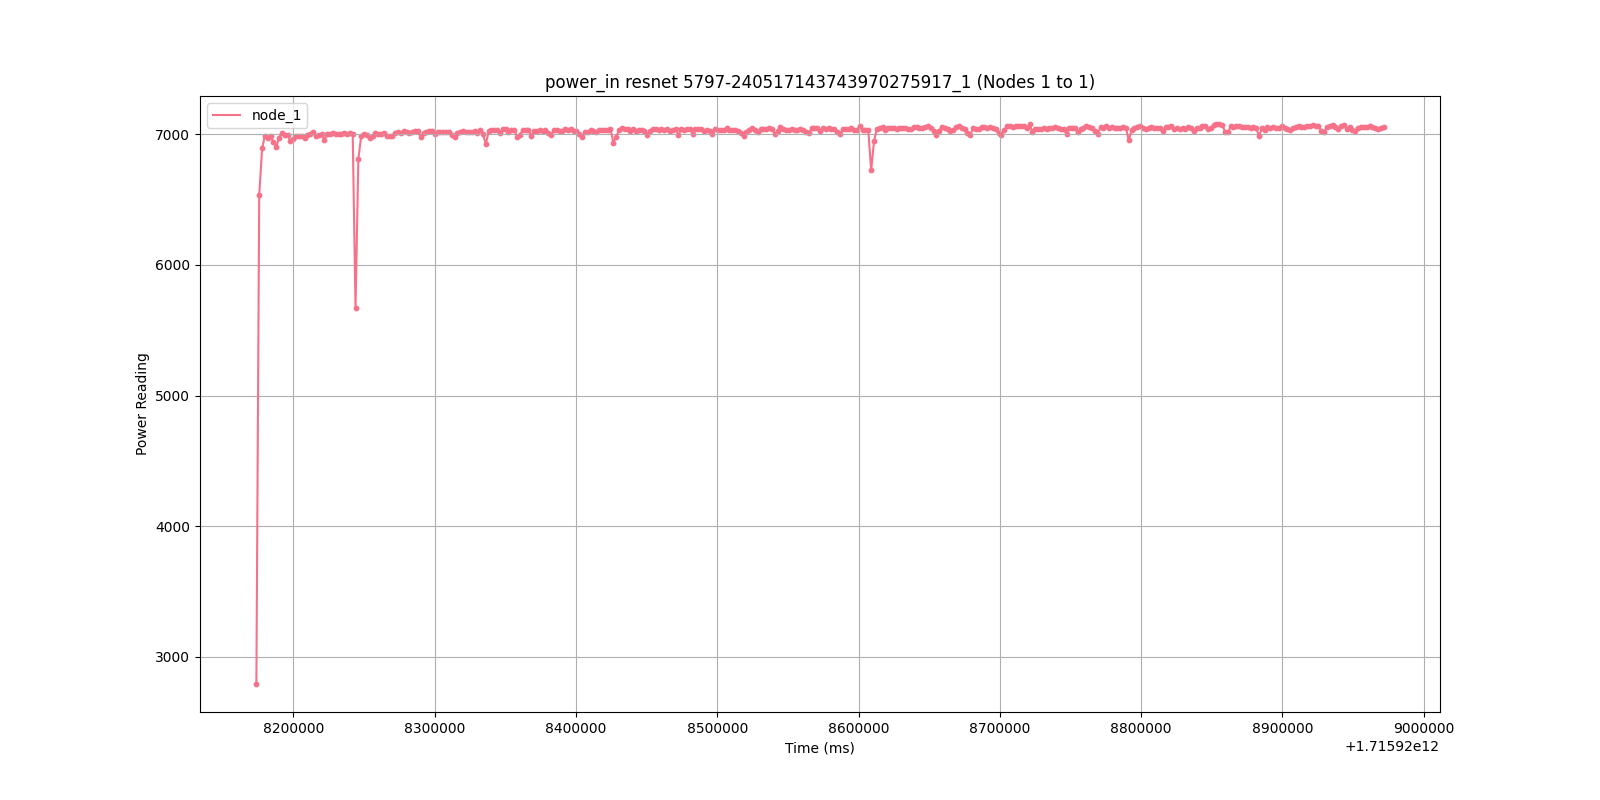 power_in resnet 5797-240517143743970275917_1 (Nodes 1 to 1)
node_1
7000
6000
5000
4000
3000
Power Reading
8200000 8300000 8400000 8500000 8600000 8700000 8800000 8900000 9000000
Time (ms)
+1.71592e12